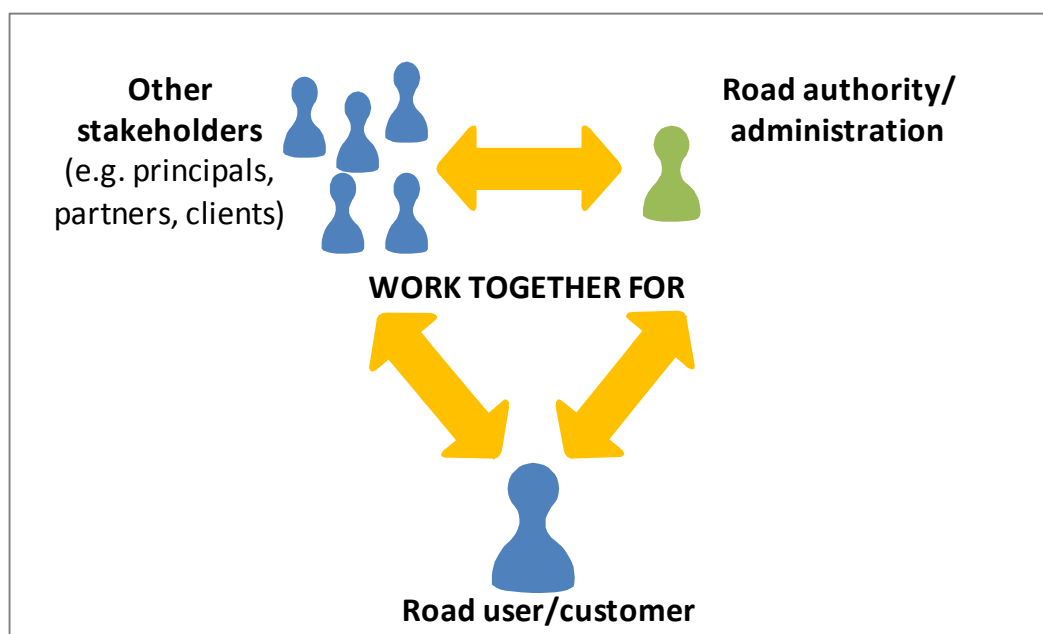 Other
stakeholders
(e.g. principals,
partners, clients)
Road authority/
administration
WORK TOGETHER FOR
Road user/customer